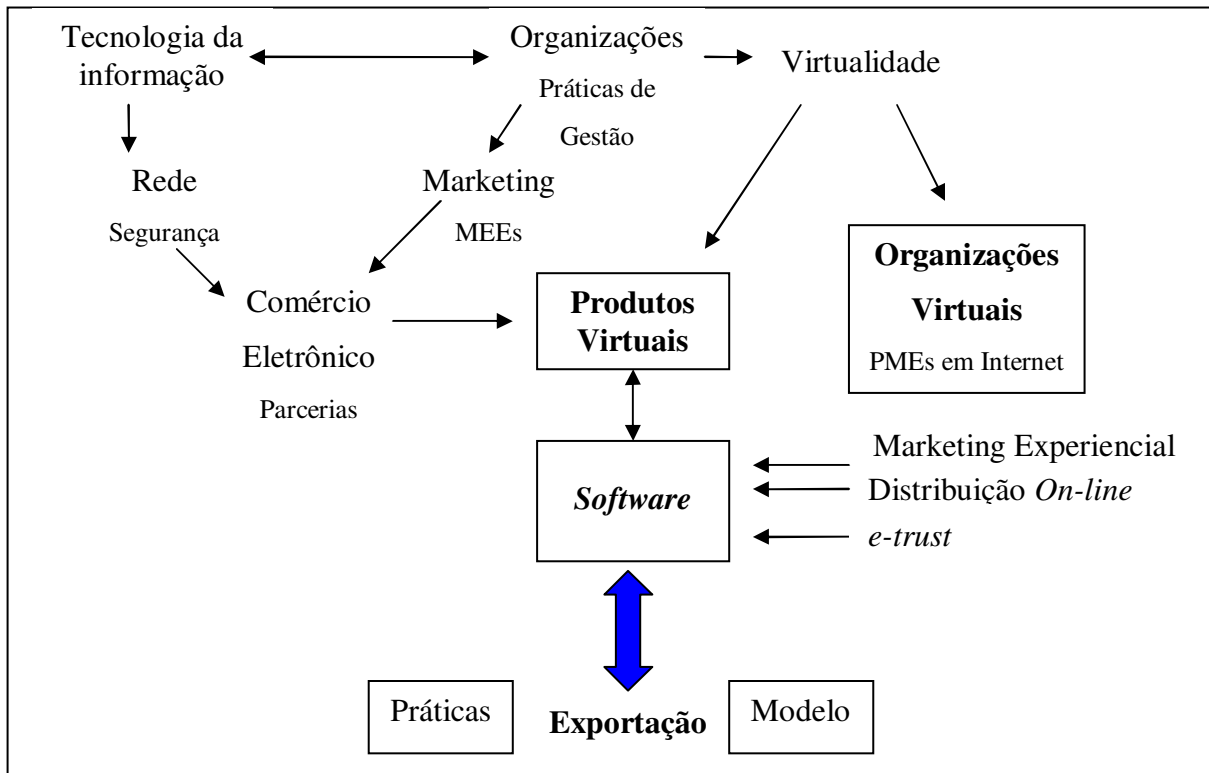 Tecnologia da
informação
Organizações
Práticas de
Gestão
Virtualidade
Rede
Segurança
Marketing
MEEs
Comércio
Eletrônico
Parcerias
Produtos
Virtuais
Organizações
Virtuais
PMEs em Internet
Software
Marketing Experiencial
Distribuição On-line
e-trust
Práticas
Exportação
Modelo